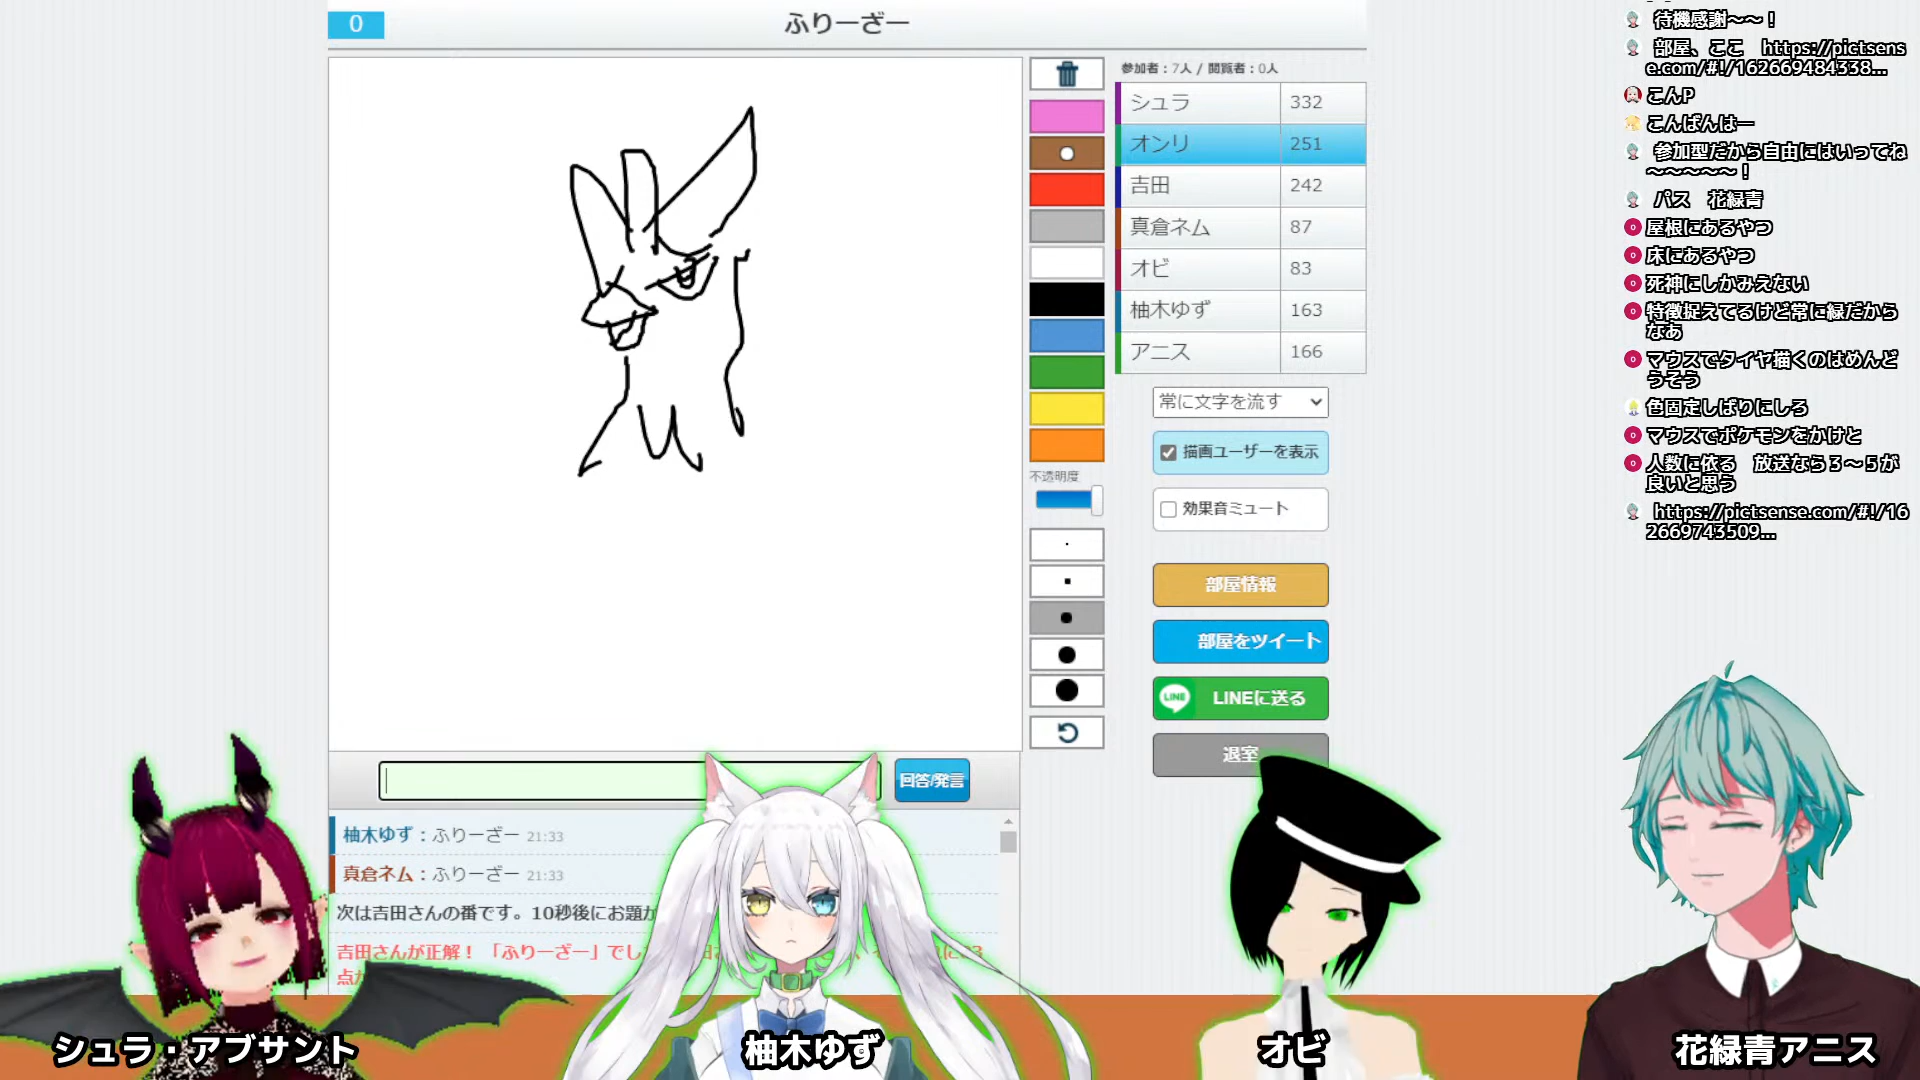 0
ふりーざー
参加者：7人 / 閲覧者：0人
シュラ 332
オンリ 251
吉田 242
真倉ネム 87
オビ 83
柚木ゆず 163
アニス 166
常に文字を流す
描画ユーザーを表示
効果音ミュート
不透明度
部屋情報
部屋をツイート
LINE LINEに送る
退室
回答/発言
柚木ゆず：ふりーざー 21:33
真倉ネム：ふりーざー 21:33
次は吉田さんの番です。10秒後にお題が
吉田さんが正解！「ふりーざー」でし
点
待機感謝～～！
部屋、ここ https://pictsens
e.com/#!/162669484338...
こんP
こんばんはー
参加型だから自由にはいってね
～～～～～！
パス 花緑青
屋根にあるやつ
床にあるやつ
死神にしかみえない
特徴捉えてるけど常に緑だから
なあ
マウスでタイヤ描くのはめんど
うそう
色固定しばりにしろ
マウスでポケモンをかけと
人数に依る 放送なら３～５が
良いと思う
https://pictsense.com/#!/16
2669743509...
シュラ・アブサント
柚木ゆず
オビ
花緑青アニス